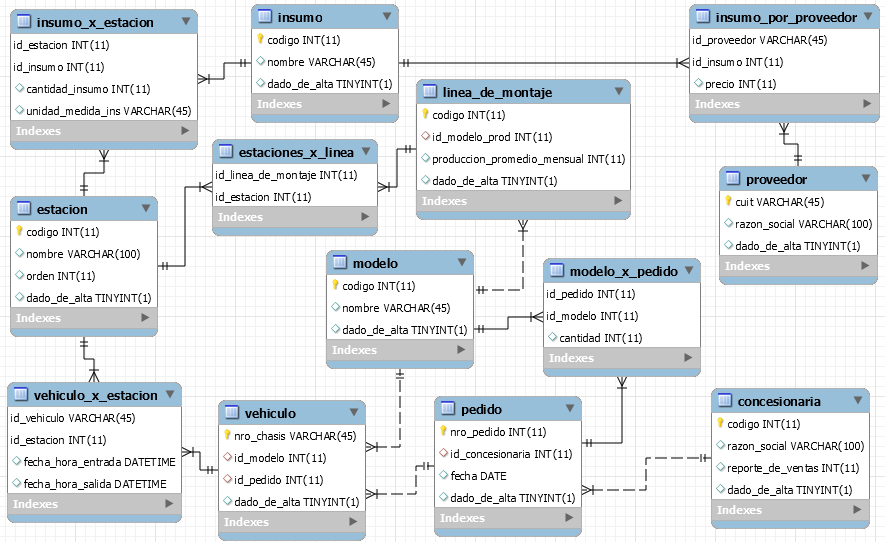 insumo_x_estacion
id_estacion INT(11)
id_insumo INT(11)
cantidad_insumo INT(11)
unidad_medida_ins VARCHAR(45)
Indexes
insumo
codigo INT(11)
nombre VARCHAR(45)
dado_de_alta TINYINT(1)
Indexes
insumo_por_proveedor
id_proveedor VARCHAR(45)
id_insumo INT(11)
precio INT(11)
Indexes
linea_de_montaje
codigo INT(11)
id_modelo_prod INT(11)
produccion_promedio_mensual INT(11)
dado_de_alta TINYINT(1)
Indexes
estaciones_x_linea
id_linea_de_montaje INT(11)
id_estacion INT(11)
Indexes
proveedor
cuit VARCHAR(45)
razon_social VARCHAR(100)
dado_de_alta TINYINT(1)
Indexes
estacion
codigo INT(11)
nombre VARCHAR(100)
orden INT(11)
dado_de_alta TINYINT(1)
Indexes
modelo
codigo INT(11)
nombre VARCHAR(45)
dado_de_alta TINYINT(1)
Indexes
modelo_x_pedido
id_pedido INT(11)
id_modelo INT(11)
cantidad INT(11)
Indexes
vehiculo_x_estacion
id_vehiculo VARCHAR(45)
id_estacion INT(11)
fecha_hora_entrada DATETIME
fecha_hora_salida DATETIME
Indexes
vehiculo
nro_chasis VARCHAR(45)
id_modelo INT(11)
id_pedido INT(11)
dado_de_alta TINYINT(1)
Indexes
pedido
nro_pedido INT(11)
id_concesionaria INT(11)
fecha DATE
dado_de_alta TINYINT(1)
Indexes
concesionaria
codigo INT(11)
razon_social VARCHAR(100)
reporte_de_ventas INT(11)
dado_de_alta TINYINT(1)
Indexes